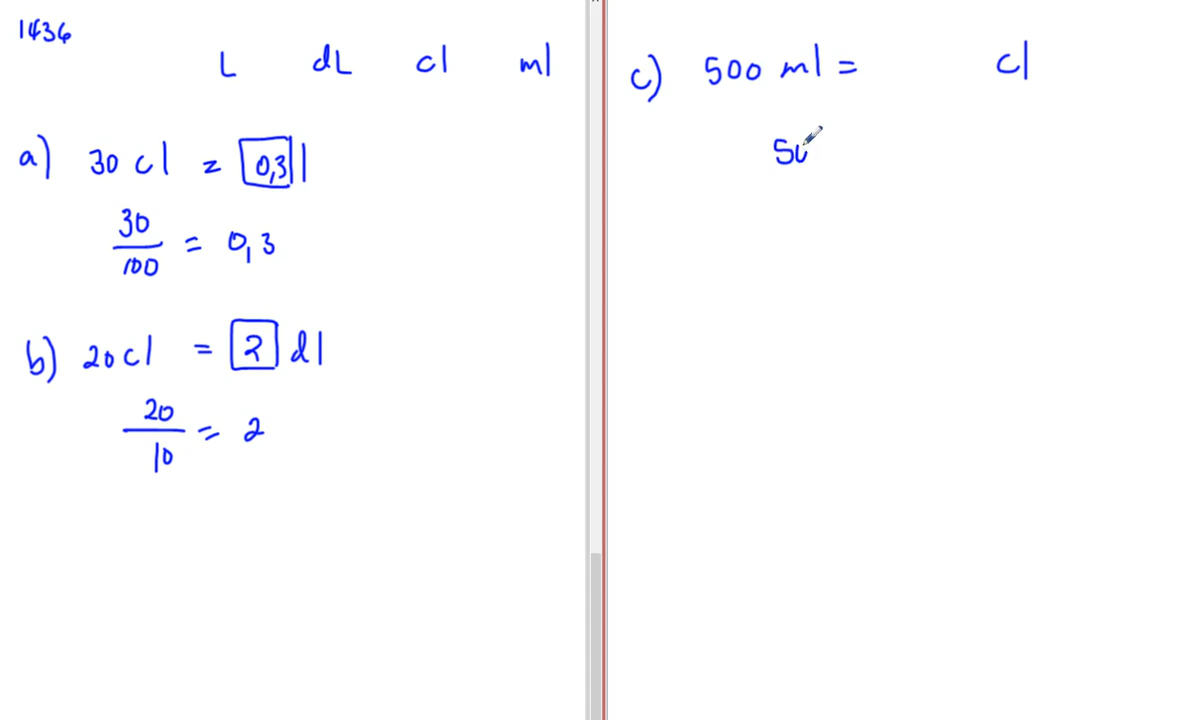 1436
L dL cl ml
a) 30 cl = 0,3 l
30
100
= 0,3
b) 20 cl = 2 dl
20
10
= 2
c) 500 ml = cl
50